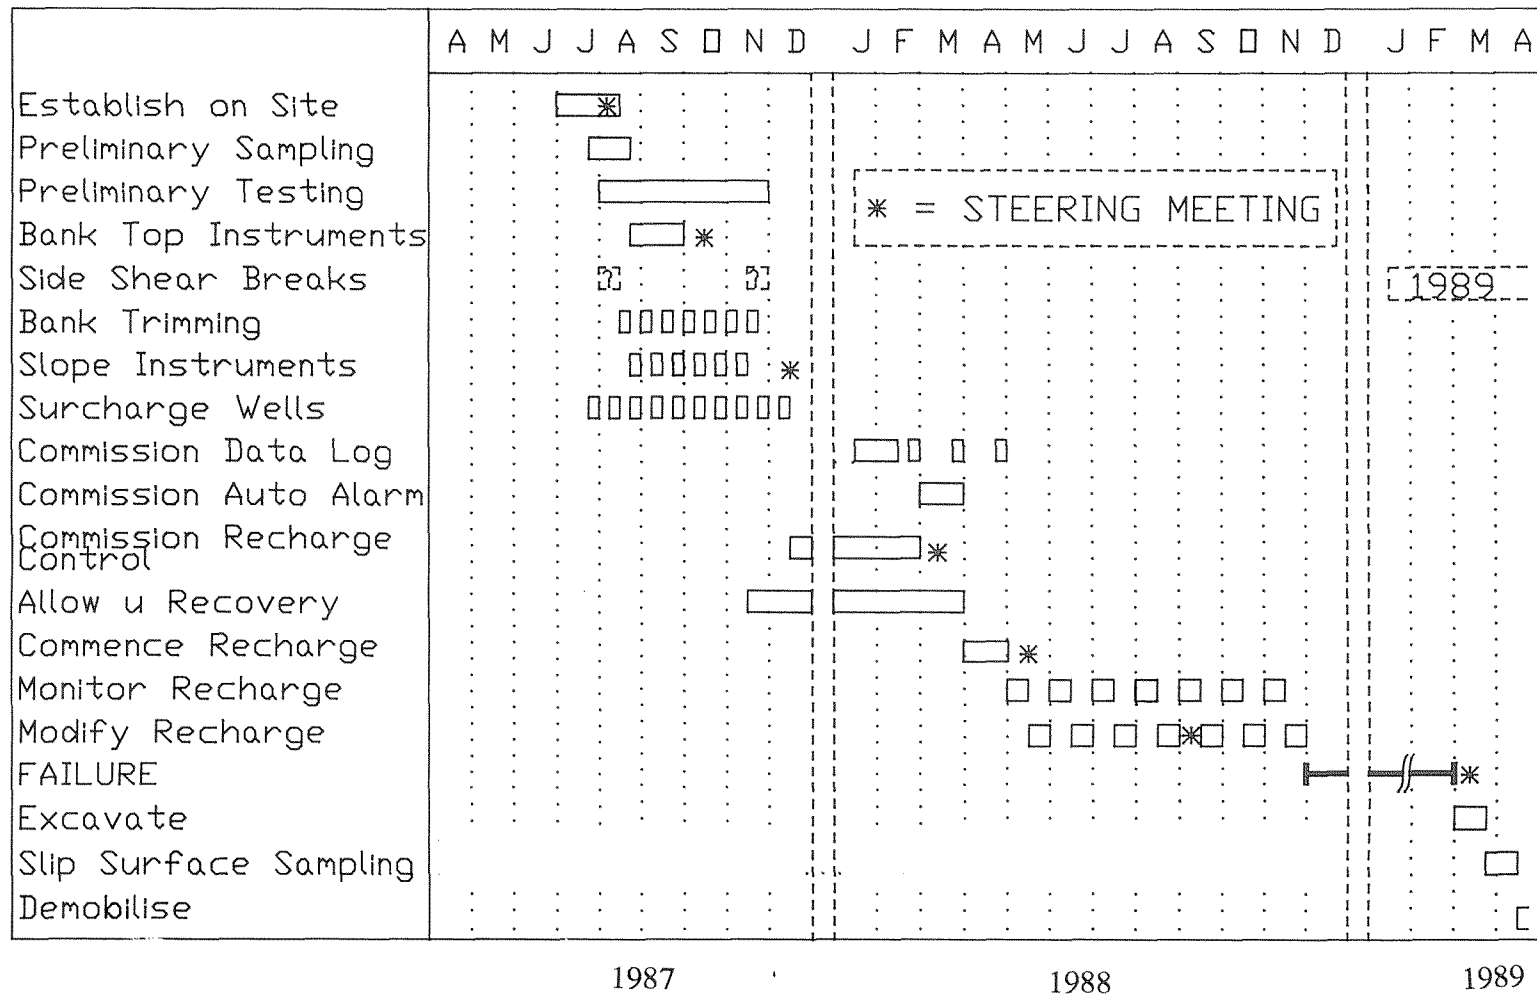 A M J J A S O N D J F M A M J J A S O N D J F M A
Establish on Site *
Preliminary Sampling
Preliminary Testing
* = STEERING MEETING
Bank Top Instruments *
Side Shear Breaks ? ? 1989
Bank Trimming
Slope Instruments *
Surcharge Wells
Commission Data Log
Commission Auto Alarm
Commission Recharge
Control *
Allow u Recovery
Commence Recharge *
Monitor Recharge
Modify Recharge *
FAILURE *
Excavate
Slip Surface Sampling
Demobilise
1987 1988 1989